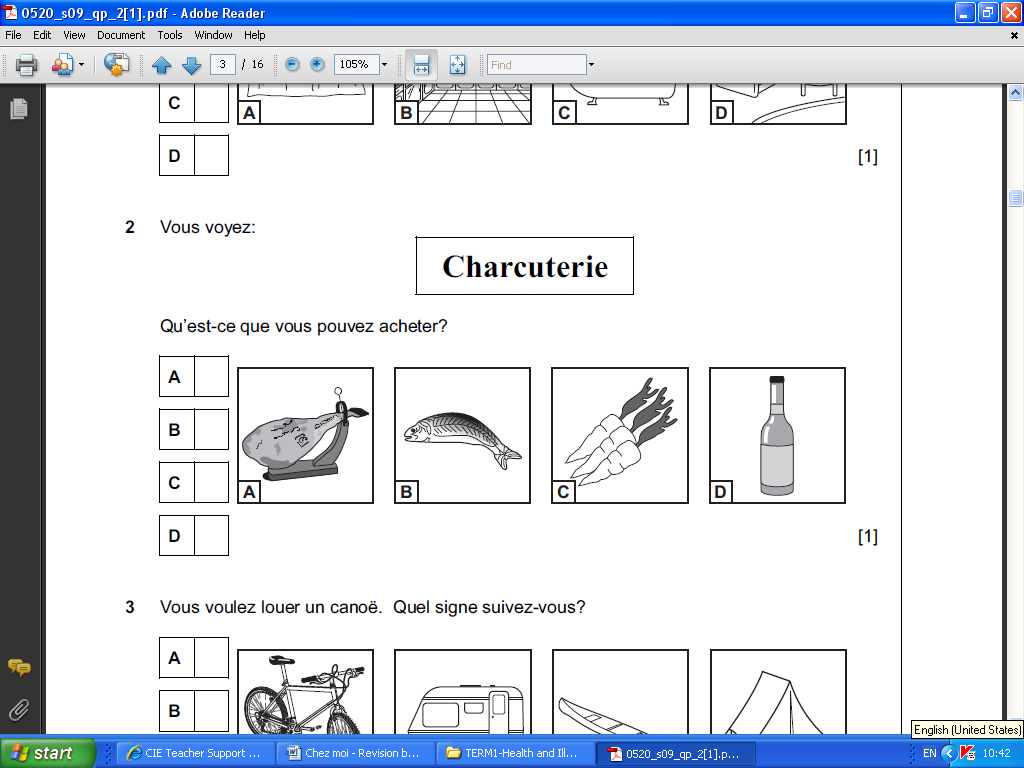 0520_s09_qp_2[1].pdf - Adobe Reader
File Edit View Document Tools Window Help
3 / 16 105% Find
C
A B C D
D
[1]
2 Vous voyez:
Charcuterie
Qu'est-ce que vous pouvez acheter?
A
B
C
A B C D
D
[1]
3 Vous voulez louer un canoë. Quel signe suivez-vous?
A
B
English (United States)
start CIE Teacher Support ... Chez moi - Revision b... TERM1-Health and Ill... 0520_s09_qp_2[1].p... EN 10:42